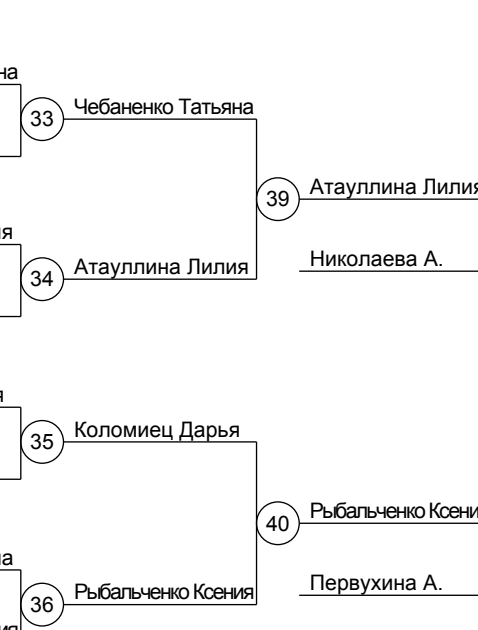 33
Чебаненко Татьяна
39
Атауллина Лилия
34
Атауллина Лилия
Николаева А.
35
Коломиец Дарья
40
Рыбальченко
36
Рыбальченко Ксения
Первухина А.